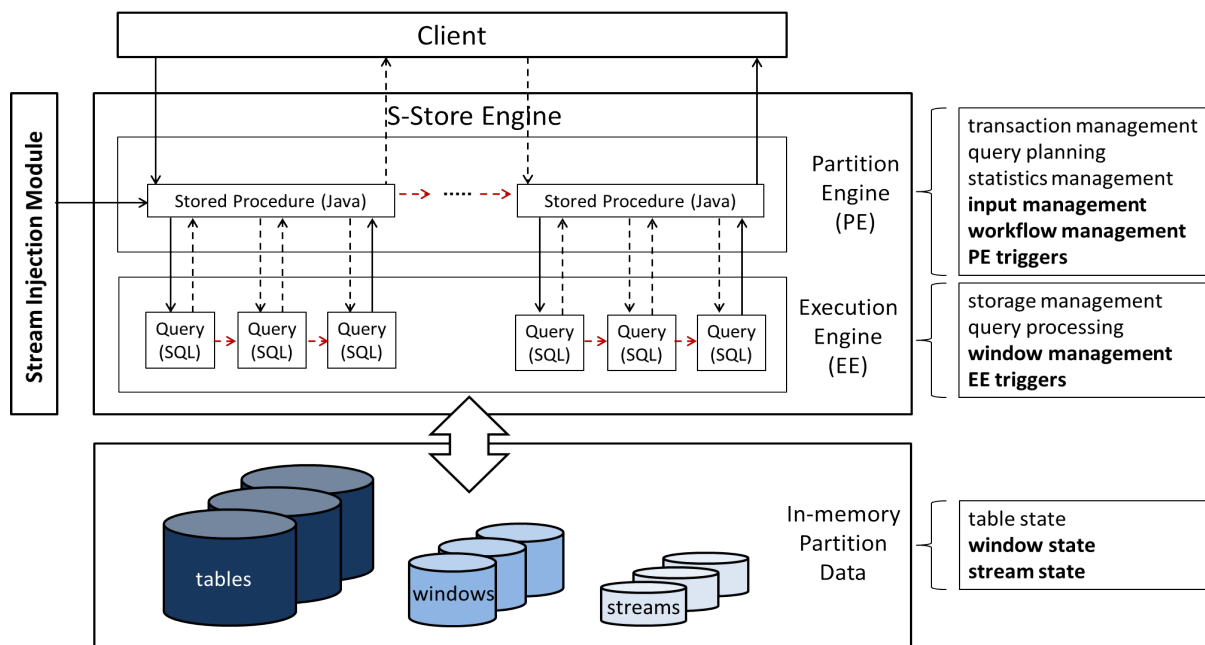 Client
Stream Injection Module
S-Store Engine
Partition
Engine
(PE)
Stored Procedure (Java)
.....
Stored Procedure (Java)
transaction management
query planning
statistics management
input management
workflow management
PE triggers
Execution
Engine
(EE)
Query
(SQL)
Query
(SQL)
Query
(SQL)
Query
(SQL)
Query
(SQL)
Query
(SQL)
storage management
query processing
window management
EE triggers
tables
windows
streams
In-memory
Partition
Data
table state
window state
stream state